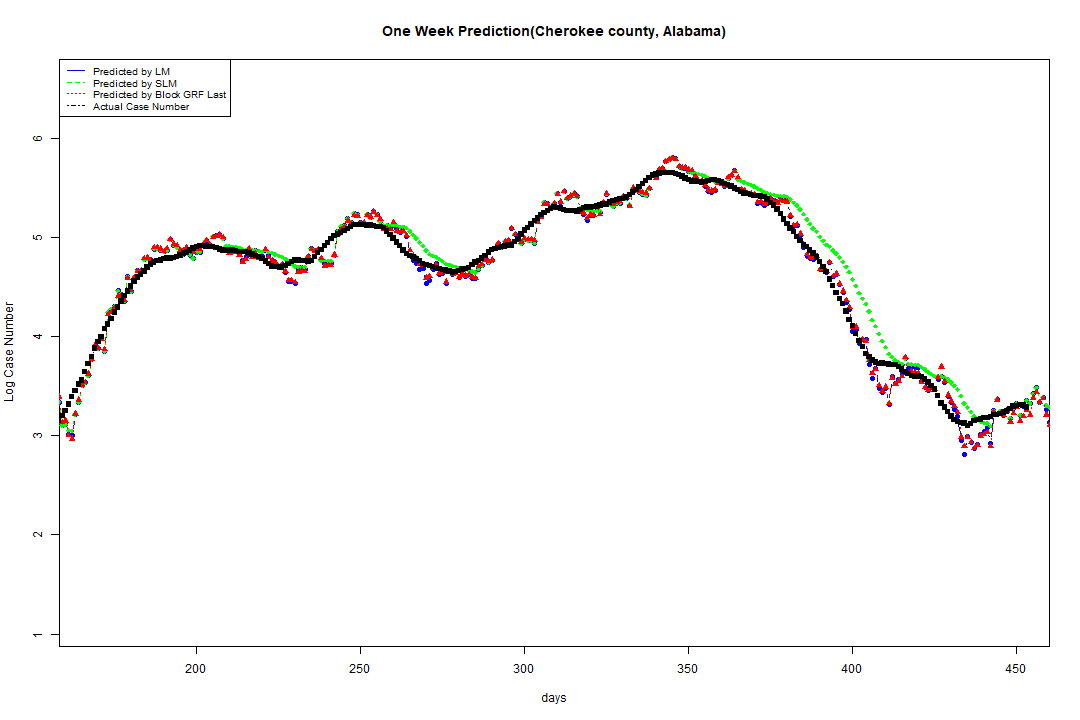 One Week Prediction(Cherokee county, Alabama)
Predicted by LM
Predicted by SLM
Predicted by Block GRF Last
Actual Case Number
6
5
4
3
2
1
Log Case Number
200 250 300 350 400 450
days